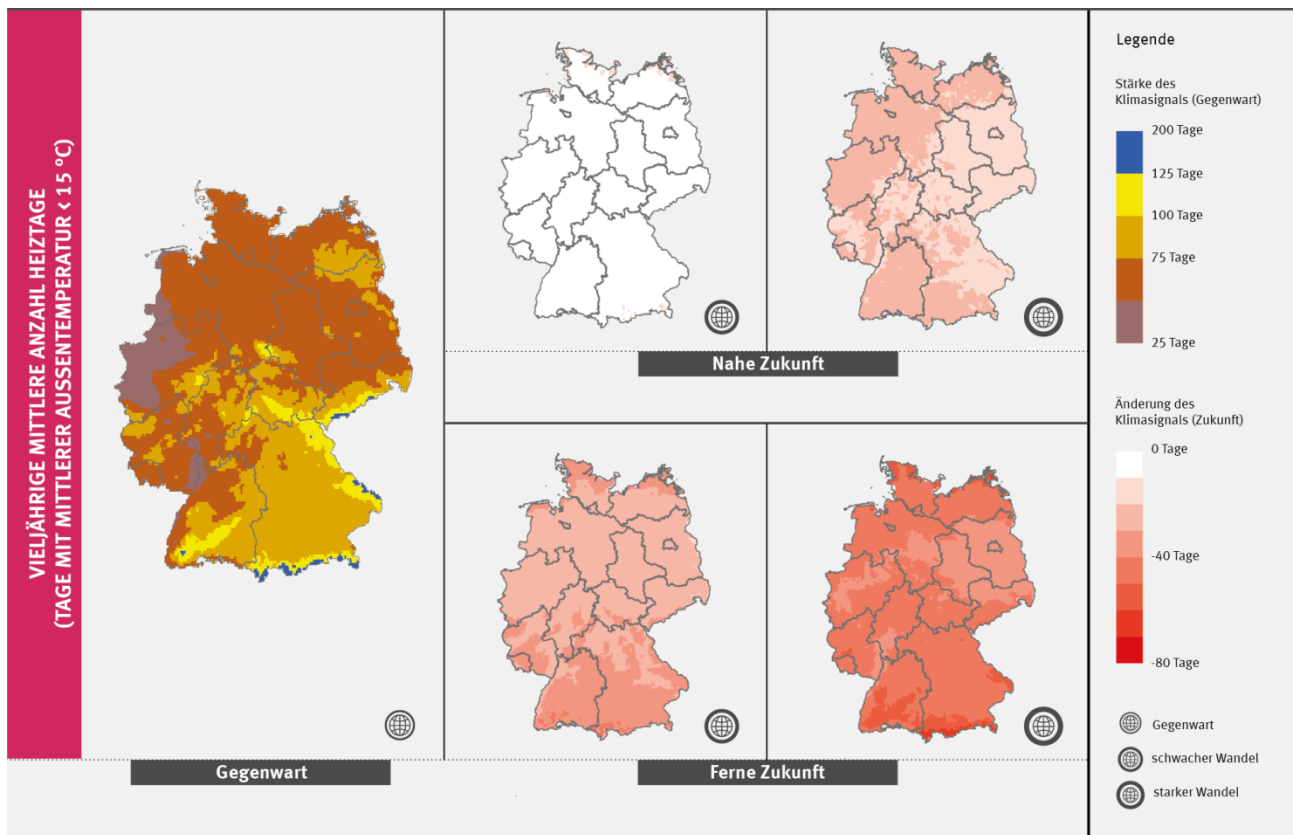 VIELJÄHRIGE MITTLERE ANZAHL HEIZTAGE
(TAGE MIT MITTLERER AUSSENTEMPERATUR < 15 °C)
Gegenwart
Nahe Zukunft
Ferne Zukunft
Legende
Stärke des
Klimasignals (Gegenwart)
200 Tage
125 Tage
100 Tage
75 Tage
25 Tage
Änderung des
Klimasignals (Zukunft)
0 Tage
-40 Tage
-80 Tage
Gegenwart
schwacher Wandel
starker Wandel